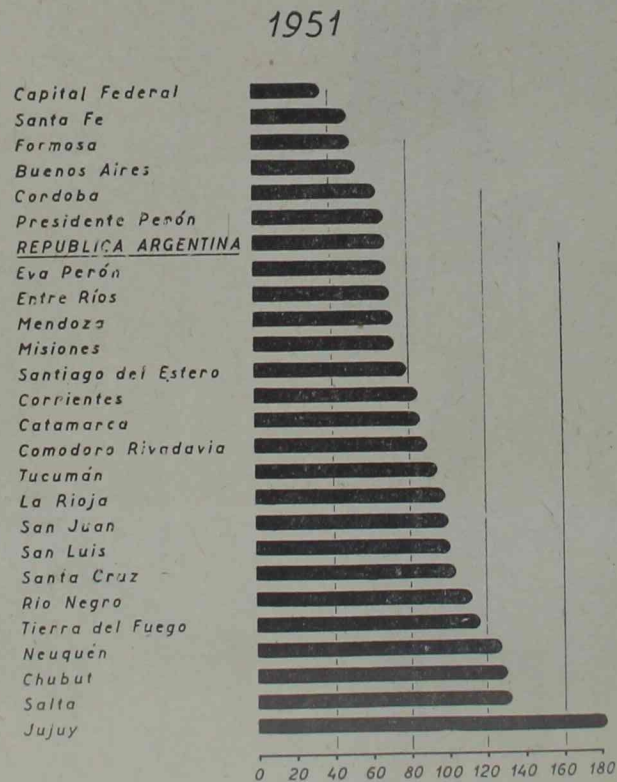 1951
Capital Federal
Santa Fe
Formosa
Buenos Aires
Cordoba
Presidente Perón
REPUBLICA ARGENTINA
Eva Perón
Entre Ríos
Mendoza
Misiones
Santiago del Estero
Corrientes
Catamarca
Comodoro Rivadavia
Tucumán
La Rioja
San Juan
San Luis
Santa Cruz
Rio Negro
Tierra del Fuego
Neuquén
Chubut
Salta
Jujuy
0 20 40 60 80 100 120 140 160 180